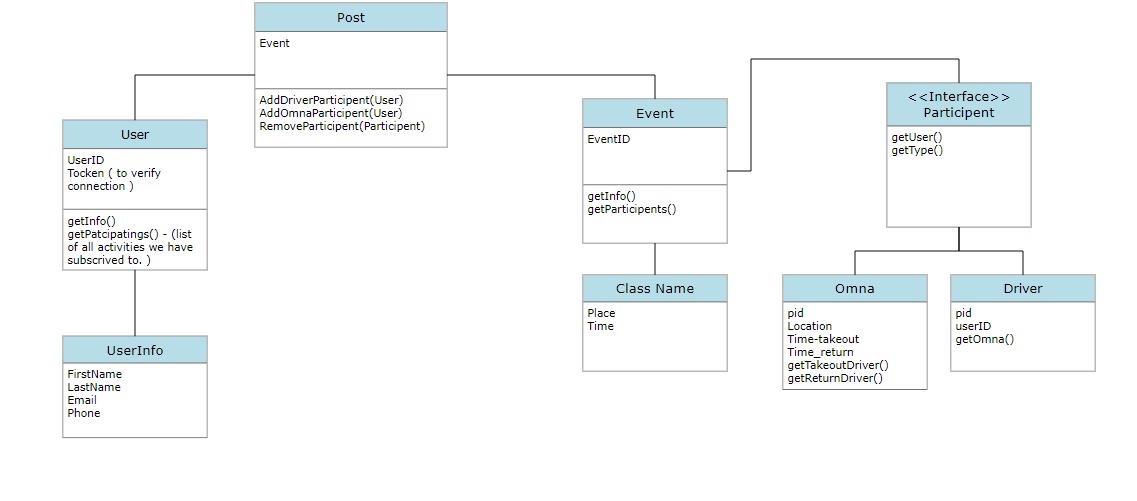 Post
Event
AddDriverParticipent(User)
AddOmnaParticipent(User)
RemoveParticipent(Participent)
User
UserID
Tocken ( to verify
connection )
getInfo()
getPatcipatings() - (list
of all activities we have
subscrived to. )
UserInfo
FirstName
LastName
Email
Phone
Event
EventID
getInfo()
getParticipents()
Class Name
Place
Time
<<Interface>>
Participent
getUser()
getType()
Omna
pid
Location
Time-takeout
Time_return
getTakeoutDriver()
getReturnDriver()
Driver
pid
userID
getOmna()